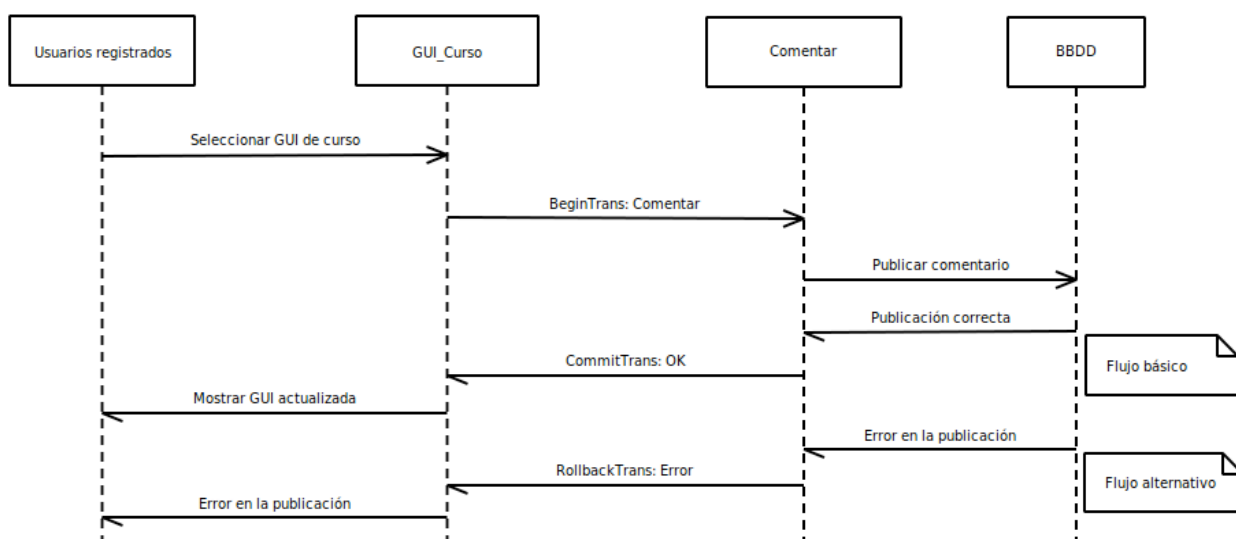 Usuarios registrados
GUI_Curso
Comentar
BBDD
Seleccionar GUI de curso
BeginTrans: Comentar
Publicar comentario
Publicación correcta
Flujo básico
CommitTrans: OK
Mostrar GUI actualizada
Error en la publicación
RollbackTrans: Error
Flujo alternativo
Error en la publicación